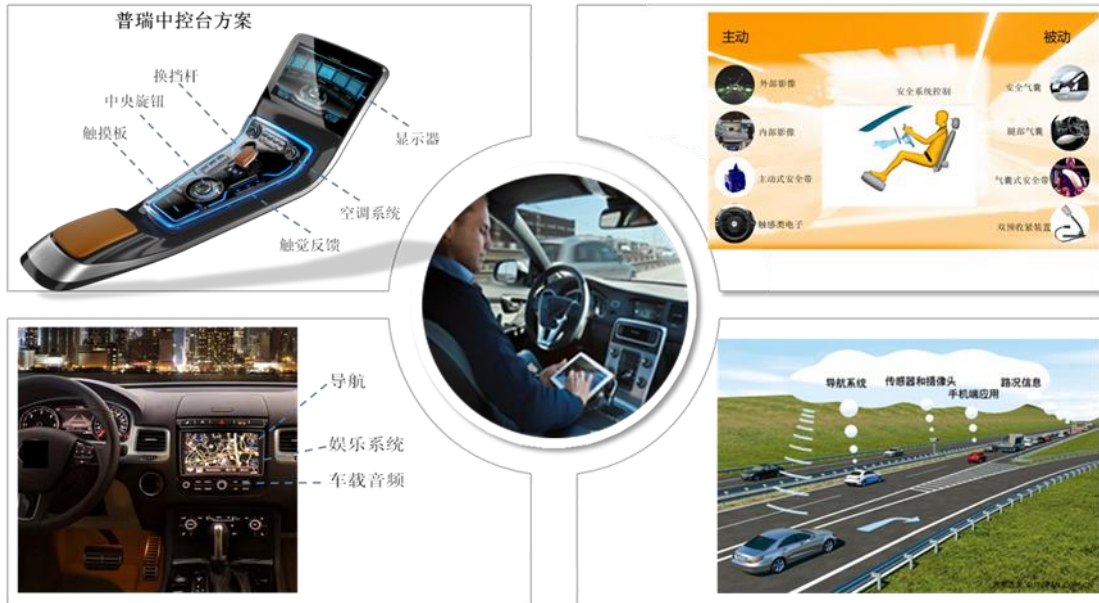 普瑞中控台方案
换挡杆
中央旋钮
触摸板
显示器
空调系统
触觉反馈
主动
被动
外部影像
内部影像
主动式安全带
触感类电子
安全系统控制
安全气囊
腿部气囊
气囊式安全带
双预收紧装置
导航
娱乐系统
车载音频
导航系统
传感器和摄像头
手机端应用
路况信息